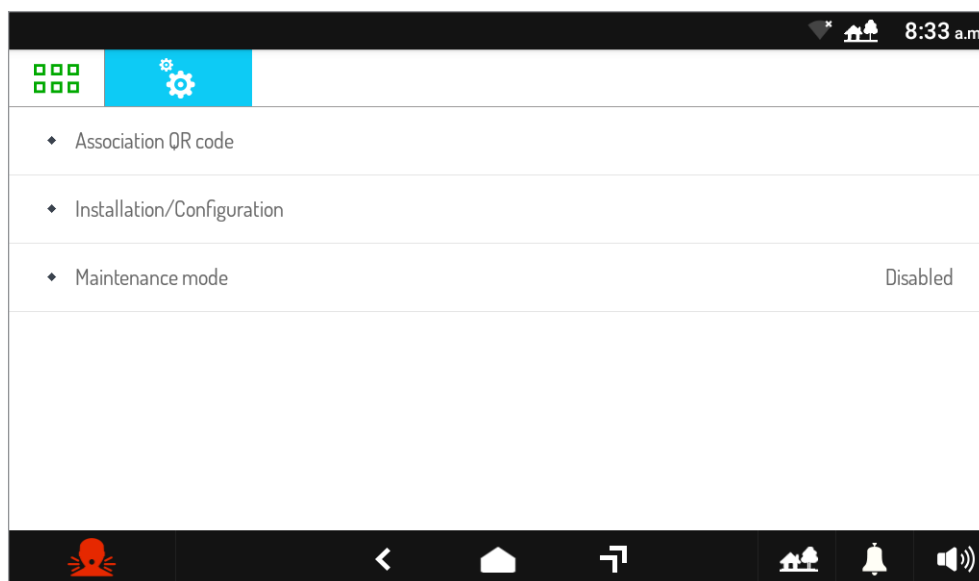 8:33 a.m
Association QR code
Installation/Configuration
Maintenance mode Disabled